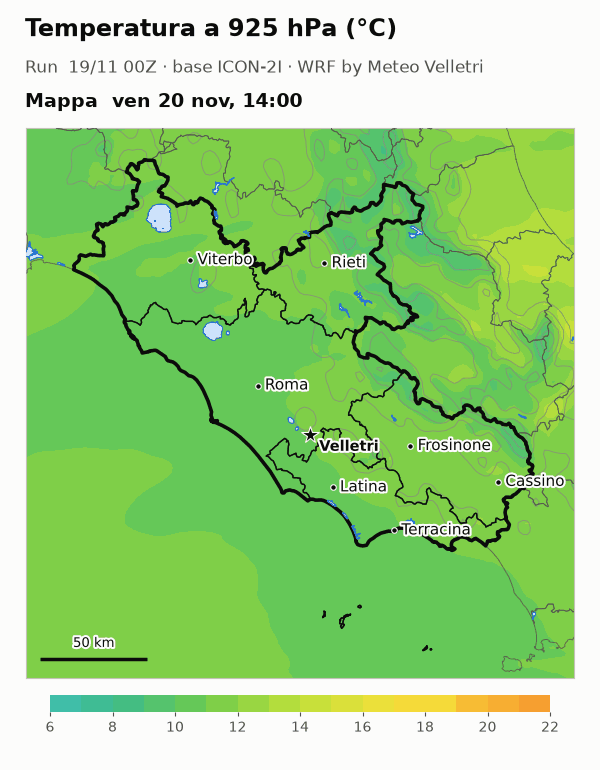 Temperatura a 925 hPa (°C)
Run  19/11 00Z · base ICON-2I · WRF by Meteo Velletri
Mappa  ven 20 nov, 14:00
Viterbo
Rieti
Roma
Velletri
Frosinone
Cassino
Latina
Terracina
50 km
6 8 10 12 14 16 18 20 22